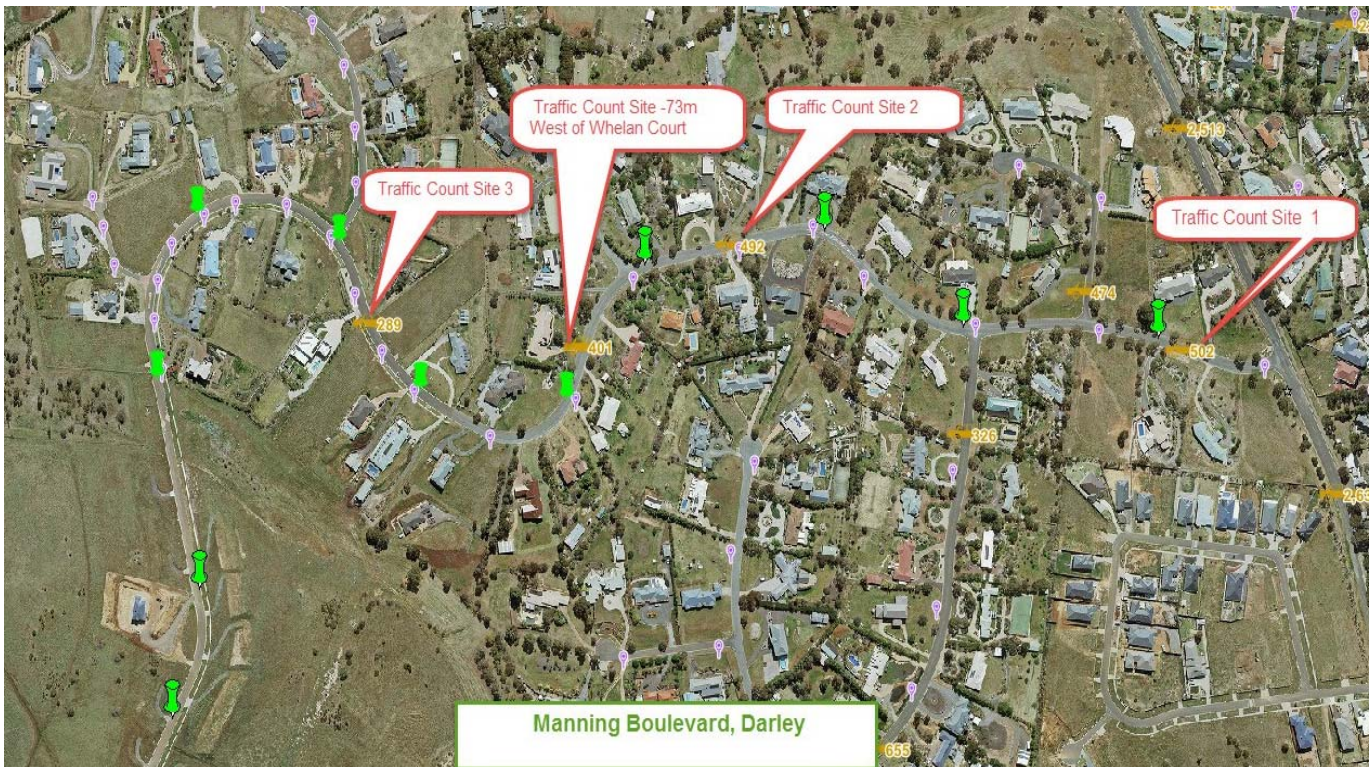 2,513
Traffic Count Site -73m
West of Whelan Court
Traffic Count Site 2
Traffic Count Site 3
Traffic Count Site 1
492
474
289
401
502
326
Manning Boulevard, Darley
655